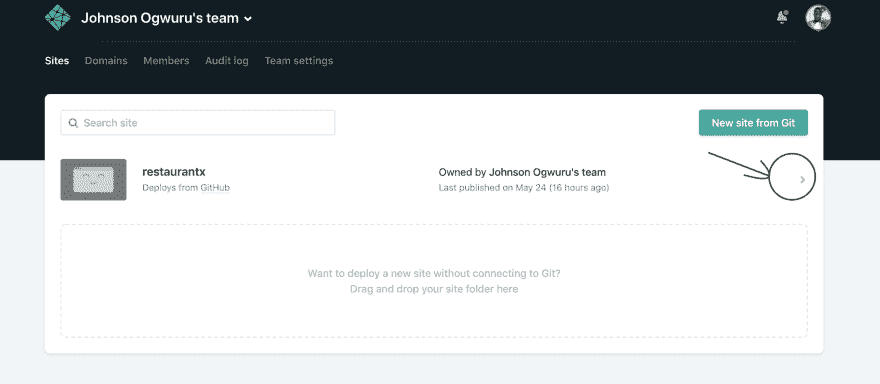 Johnson Ogwuru's team
Sites Domains Members Audit log Team settings
Search site
New site from Git
restaurantx
Deploys from GitHub
Owned by Johnson Ogwuru's team
Last published on May 24 (16 hours ago)
Want to deploy a new site without connecting to Git?
Drag and drop your site folder here